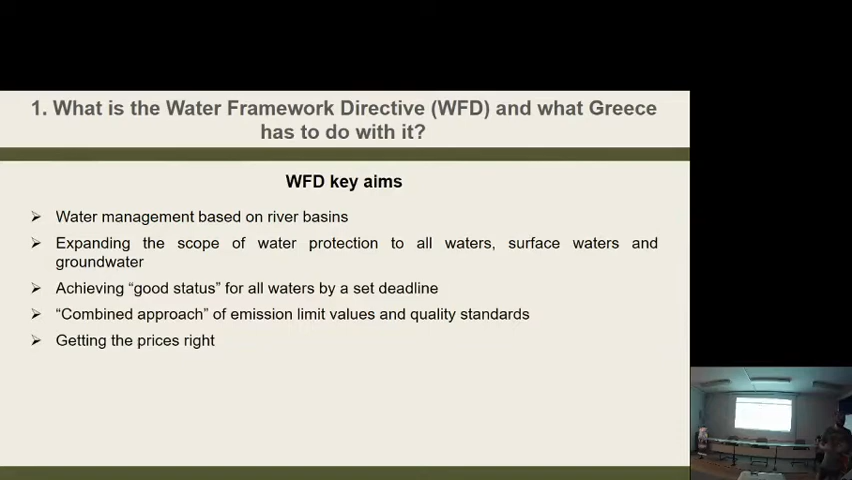 1. What is the Water Framework Directive (WFD) and what Greece
has to do with it?
WFD key aims
➢ Water management based on river basins
➢ Expanding the scope of water protection to all waters, surface waters and
groundwater
➢ Achieving “good status” for all waters by a set deadline
➢ “Combined approach” of emission limit values and quality standards
➢ Getting the prices right